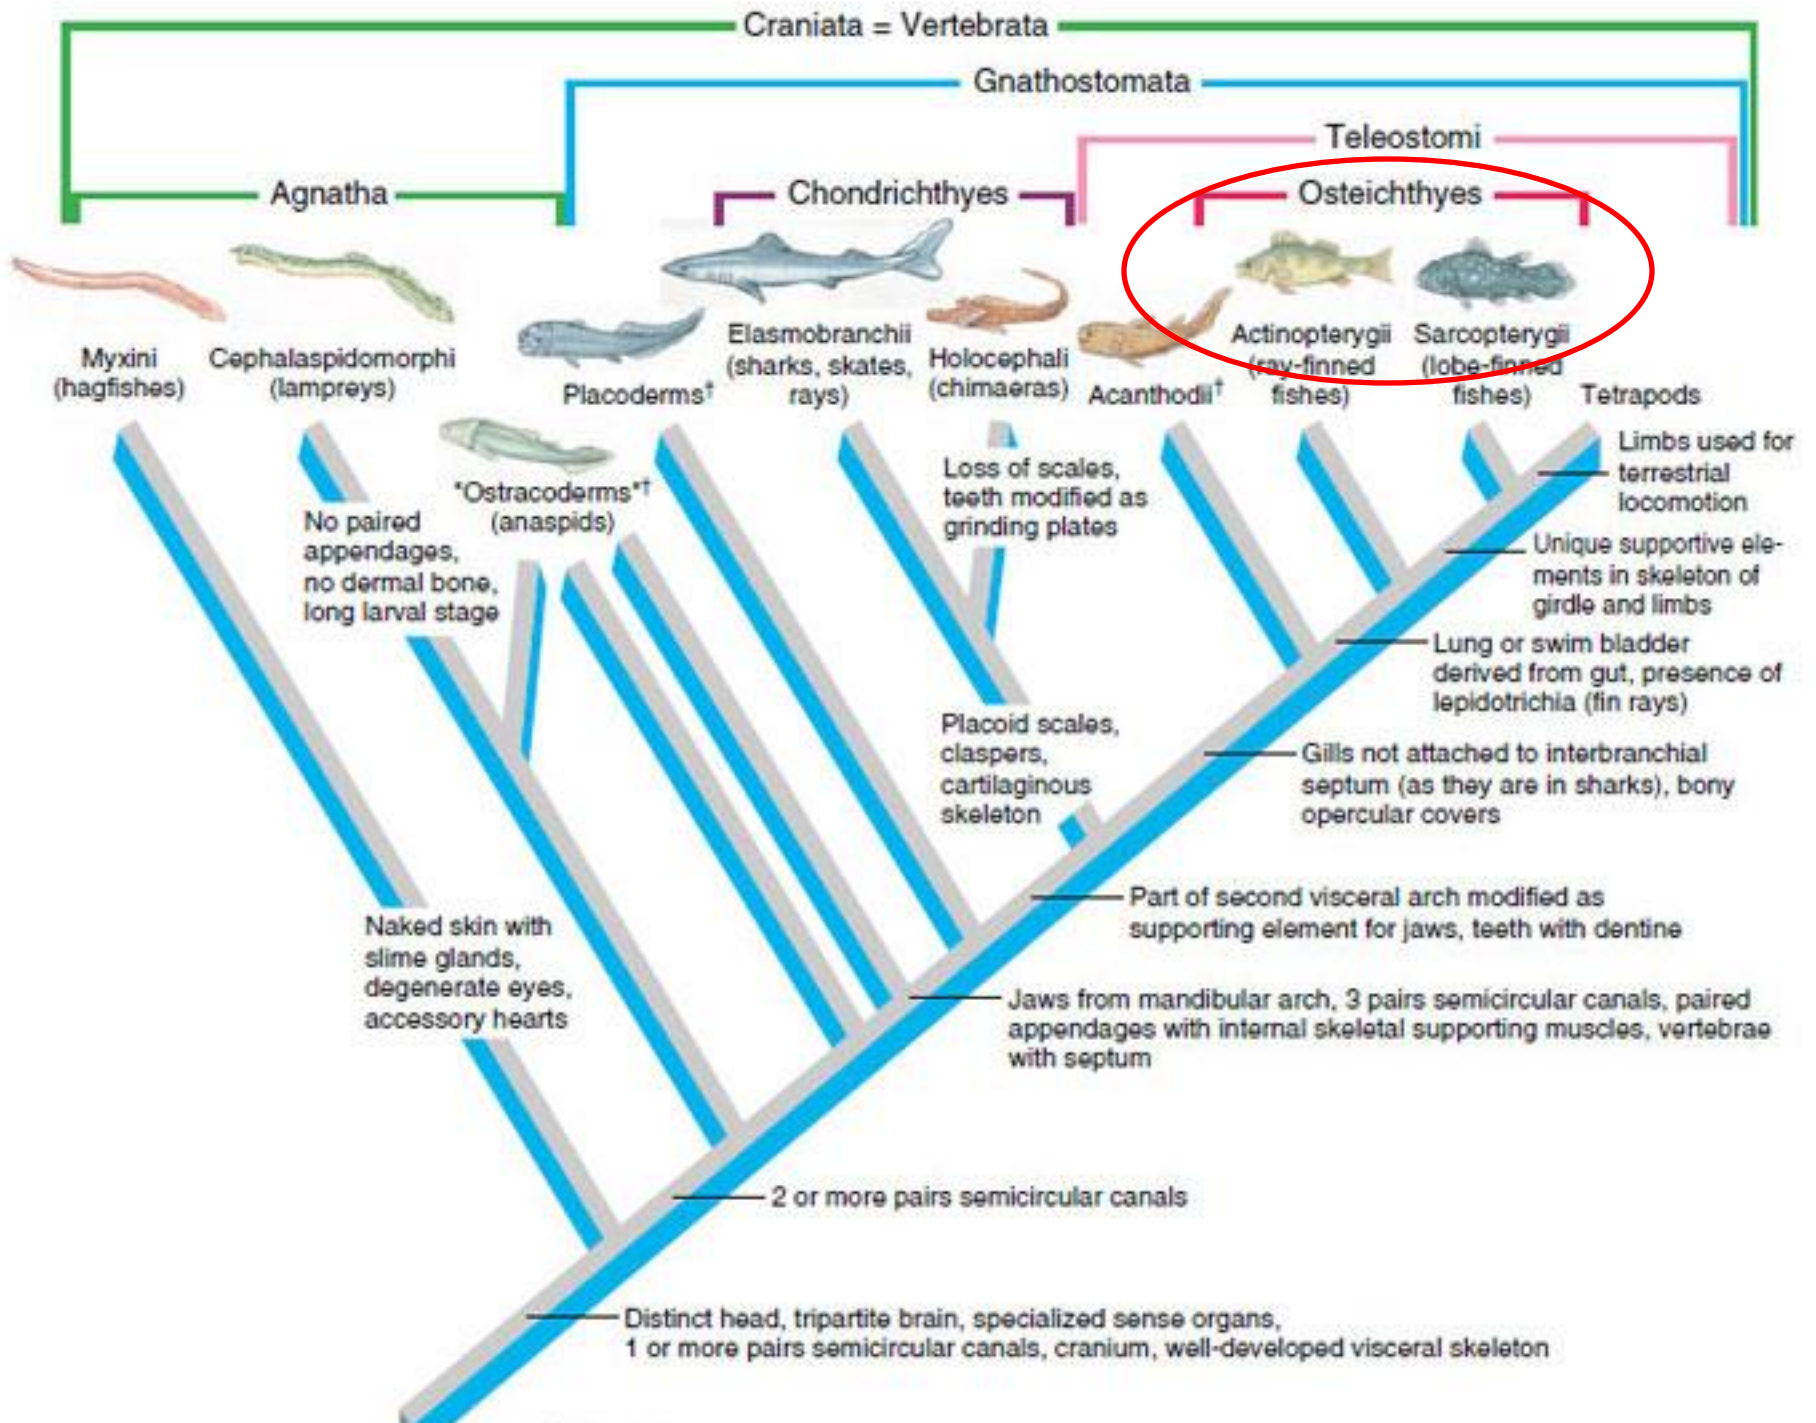 Craniata = Vertebrata
Gnathostomata
Teleostomi
Agnatha
Chondrichthyes
Osteichthyes
Myxini
(hagfishes)
Cephalaspidomorphi
(lampreys)
"Ostracoderms"†
(anaspids)
Placoderms†
Elasmobranchii
(sharks, skates,
rays)
Holocephali
(chimaeras)
Acanthodii†
Actinopterygii
(ray-finned
fishes)
Sarcopterygii
(lobe-finned
fishes)
Tetrapods
Limbs used for
terrestrial
locomotion
Loss of scales,
teeth modified as
grinding plates
No paired
appendages,
no dermal bone,
long larval stage
Unique supportive ele-
ments in skeleton of
girdle and limbs
Lung or swim bladder
derived from gut, presence of
lepidotrichia (fin rays)
Placoid scales,
claspers,
cartilaginous
skeleton
Gills not attached to interbranchial
septum (as they are in sharks), bony
opercular covers
Part of second visceral arch modified as
supporting element for jaws, teeth with dentine
Naked skin with
slime glands,
degenerate eyes,
accessory hearts
Jaws from mandibular arch, 3 pairs semicircular canals, paired
appendages with internal skeletal supporting muscles, vertebrae
with septum
2 or more pairs semicircular canals
Distinct head, tripartite brain, specialized sense organs,
1 or more pairs semicircular canals, cranium, well-developed visceral skeleton